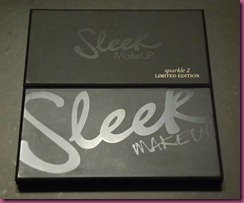 Sleek
MakeUP
sparkle 2
LIMITED EDITION
Sleek
MAKEUP